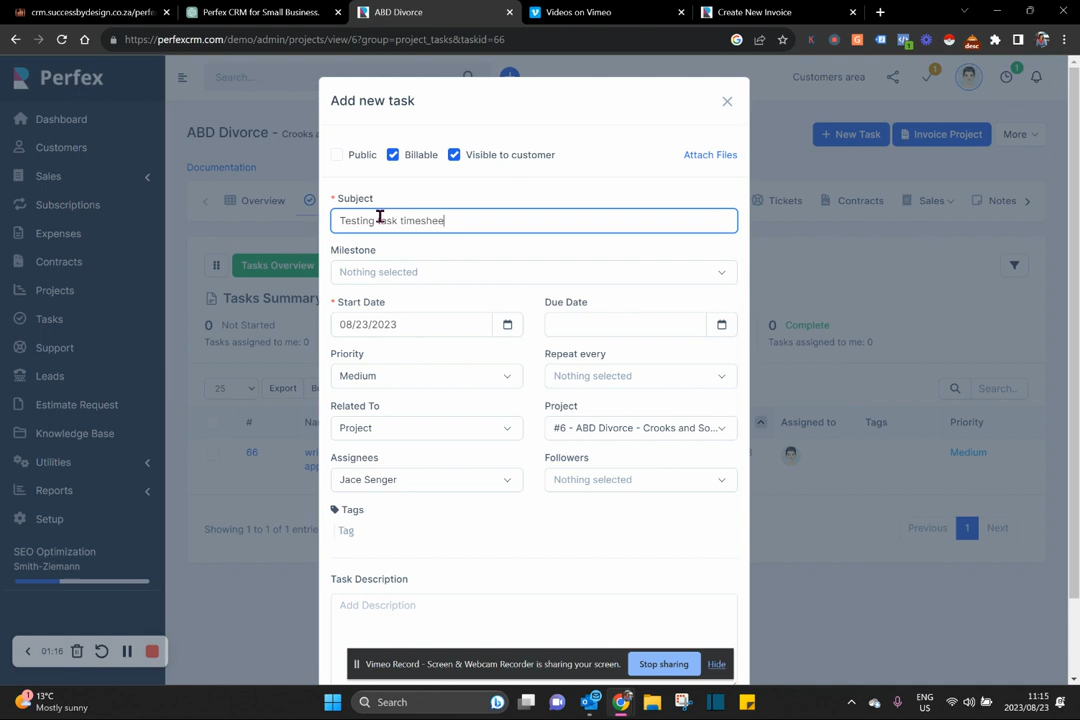 crm.successbydesign.co.za/perfe
Perfex CRM for Small Business.
ABD Divorce
Videos on Vimeo
Create New Invoice
https://perfexcrm.com/demo/admin/projects/view/6?group=project_tasks&taskid=66
Perfex
Search...
Customers area
1
1
Dashboard
Customers
Sales
Subscriptions
Expenses
Contracts
Projects
Tasks
Support
Leads
Estimate Request
Knowledge Base
Utilities
Reports
Setup
SEO Optimization
Smith-Ziemann
01:16
ABD Divorce - Crooks a
New Task
Invoice Project
More
Documentation
Overview
Tickets
Contracts
Sales
Notes
Tasks Overview
Tasks Summary
0 Not Started
Tasks assigned to me: 0
0 Complete
Tasks assigned to me: 0
25
Export
Search...
#
Assigned to
Tags
Priority
66
Medium
Showing 1 to 1 of 1 entrie
Previous
1
Next
Add new task
Public
Billable
Visible to customer
Attach Files
* Subject
Testing task timeshee
Milestone
Nothing selected
* Start Date
Due Date
08/23/2023
Priority
Repeat every
Medium
Nothing selected
Related To
Project
Project
#6 - ABD Divorce - Crooks and So...
Assignees
Followers
Jace Senger
Nothing selected
Tags
Tag
Task Description
Add Description
Vimeo Record - Screen & Webcam Recorder is sharing your screen.
Stop sharing
Hide
13°C
Mostly sunny
Search
ENG
US
11:15
2023/08/23